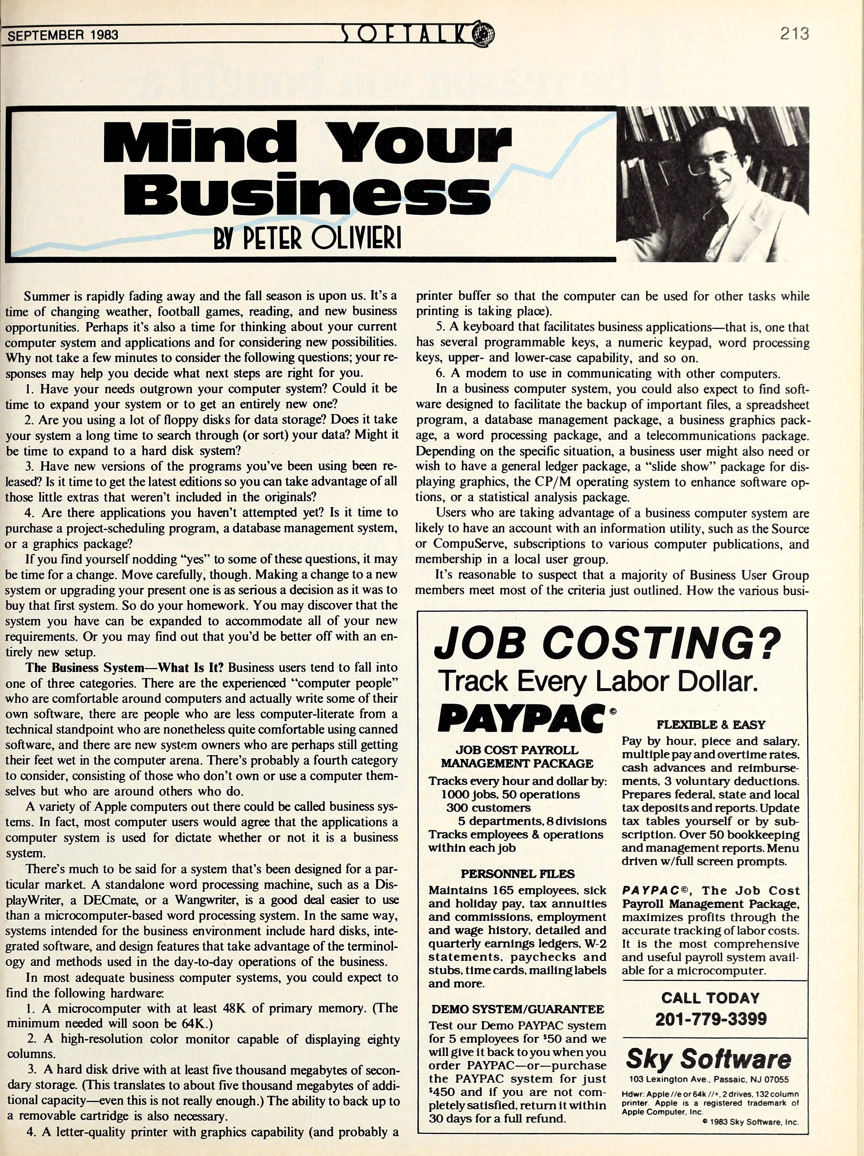 SEPTEMBER 1983
SOFTALK
213
Mind Your
Business
BY PETER OLIVIERI
Summer is rapidly fading away and the fall season is upon us. It's a
time of changing weather, football games, reading, and new business
opportunities. Perhaps it's also a time for thinking about your current
computer system and applications and for considering new possibilities.
Why not take a few minutes to consider the following questions; your re-
sponses may help you decide what next steps are right for you.
1. Have your needs outgrown your computer system? Could it be
time to expand your system or to get an entirely new one?
2. Are you using a lot of floppy disks for data storage? Does it take
your system a long time to search through (or sort) your data? Might it
be time to expand to a hard disk system?
3. Have new versions of the programs you've been using been re-
leased? Is it time to get the latest editions so you can take advantage of all
those little extras that weren't included in the originals?
4. Are there applications you haven't attempted yet? Is it time to
purchase a project-scheduling program, a database management system,
or a graphics package?
If you find yourself nodding "yes" to some of these questions, it may
be time for a change. Move carefully, though. Making a change to a new
system or upgrading your present one is as serious a decision as it was to
buy that first system. So do your homework. You may discover that the
system you have can be expanded to accommodate all of your new
requirements. Or you may find out that you'd be better off with an en-
tirely new setup.
The Business System—What Is It? Business users tend to fall into
one of three categories. There are the experienced "computer people"
who are comfortable around computers and actually write some of their
own software, there are people who are less computer-literate from a
technical standpoint who are nonetheless quite comfortable using canned
software, and there are new system owners who are perhaps still getting
their feet wet in the computer arena. There's probably a fourth category
to consider, consisting of those who don't own or use a computer them-
selves but who are around others who do.
A variety of Apple computers out there could be called business sys-
tems. In fact, most computer users would agree that the applications a
computer system is used for dictate whether or not it is a business
system.
There's much to be said for a system that's been designed for a par-
ticular market. A standalone word processing machine, such as a Dis-
playWriter, a DECmate, or a Wangwriter, is a good deal easier to use
than a microcomputer-based word processing system. In the same way,
systems intended for the business environment include hard disks, inte-
grated software, and design features that take advantage of the terminol-
ogy and methods used in the day-to-day operations of the business.
In most adequate business computer systems, you could expect to
find the following hardware:
1. A microcomputer with at least 48K of primary memory. (The
minimum needed will soon be 64K.)
2. A high-resolution color monitor capable of displaying eighty
columns.
3. A hard disk drive with at least five thousand megabytes of secon-
dary storage. (This translates to about five thousand megabytes of addi-
tional capacity—even this is not really enough.) The ability to back up to
a removable cartridge is also necessary.
4. A letter-quality printer with graphics capability (and probably a
printer buffer so that the computer can be used for other tasks while
printing is taking place).
5. A keyboard that facilitates business applications—that is, one that
has several programmable keys, a numeric keypad, word processing
keys, upper- and lower-case capability, and so on.
6. A modem to use in communicating with other computers.
In a business computer system, you could also expect to find soft-
ware designed to facilitate the backup of important files, a spreadsheet
program, a database management package, a business graphics pack-
age, a word processing package, and a telecommunications package.
Depending on the specific situation, a business user might also need or
wish to have a general ledger package, a "slide show" package for dis-
playing graphics, the CP/M operating system to enhance software op-
tions, or a statistical analysis package.
Users who are taking advantage of a business computer system are
likely to have an account with an information utility, such as the Source
or CompuServe, subscriptions to various computer publications, and
membership in a local user group.
It's reasonable to suspect that a majority of Business User Group
members meet most of the criteria just outlined. How the various busi-
JOB COSTING?
Track Every Labor Dollar.
PAYPAC©
JOB COST PAYROLL
MANAGEMENT PACKAGE
Tracks every hour and dollar by:
1000 jobs, 50 operations
300 customers
5 departments, 8 divisions
Tracks employees & operations
within each job
PERSONNEL FILES
Maintains 165 employees, sick
and holiday pay, tax annuities
and commissions, employment
and wage history, detailed and
quarterly earnings ledgers, W-2
statements, paychecks and
stubs, time cards, mailing labels
and more.
DEMO SYSTEM/GUARANTEE
Test our Demo PAYPAC system
for 5 employees for $50 and we
will give it back to you when you
order PAYPAC—or—purchase
the PAYPAC system for just
$450 and if you are not com-
pletely satisfied, return it within
30 days for a full refund.
FLEXIBLE & EASY
Pay by hour, piece and salary,
multiple pay and overtime rates,
cash advances and reimburse-
ments, 3 voluntary deductions.
Prepares federal, state and local
tax deposits and reports. Update
tax tables yourself or by sub-
scription. Over 50 bookkeeping
and management reports. Menu
driven w/full screen prompts.
PAYPAC©, The Job Cost
Payroll Management Package,
maximizes profits through the
accurate tracking of labor costs.
It is the most comprehensive
and useful payroll system avail-
able for a microcomputer.
CALL TODAY
201-779-3399
Sky Software
103 Lexington Ave., Passaic, NJ 07055
Hdwr: Apple //e or 64k //+, 2 drives, 132 column
printer. Apple is a registered trademark of
Apple Computer, Inc.
© 1983 Sky Software, Inc.